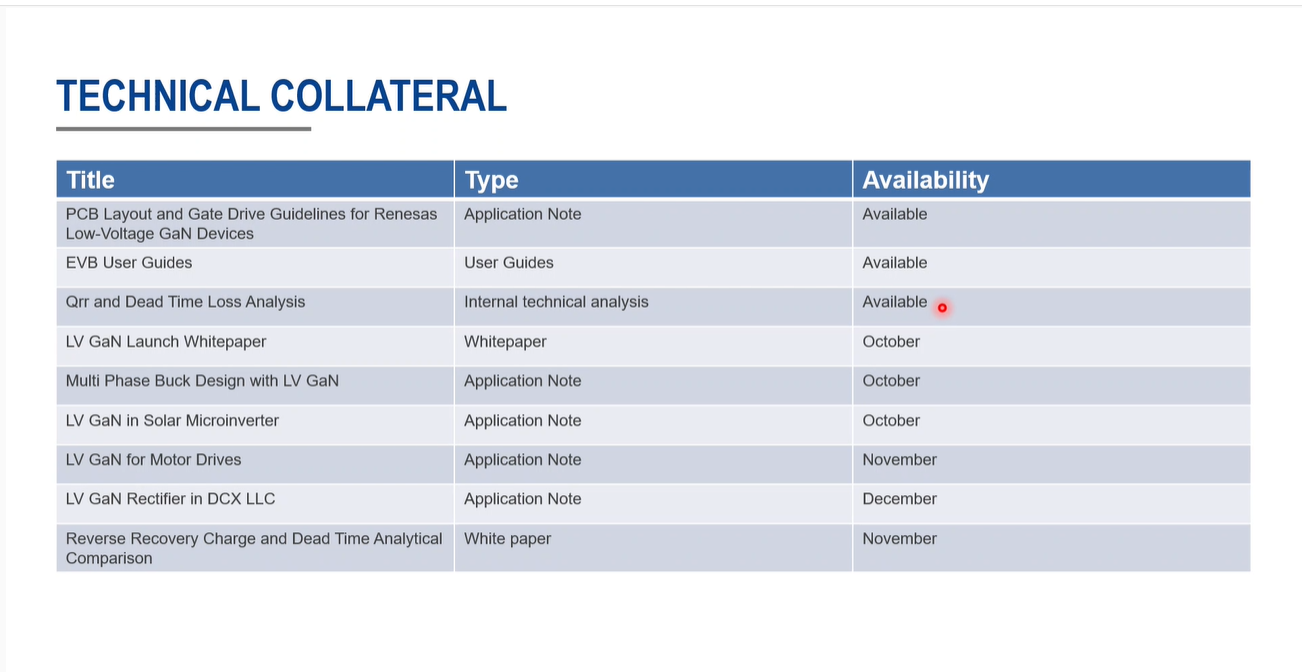 TECHNICAL COLLATERAL
Title Type Availability
PCB Layout and Gate Drive Guidelines for Renesas Application Note Available
Low-Voltage GaN Devices
EVB User Guides User Guides Available
Qrr and Dead Time Loss Analysis Internal technical analysis Available
LV GaN Launch Whitepaper Whitepaper October
Multi Phase Buck Design with LV GaN Application Note October
LV GaN in Solar Microinverter Application Note October
LV GaN for Motor Drives Application Note November
LV GaN Rectifier in DCX LLC Application Note December
Reverse Recovery Charge and Dead Time Analytical White paper November
Comparison